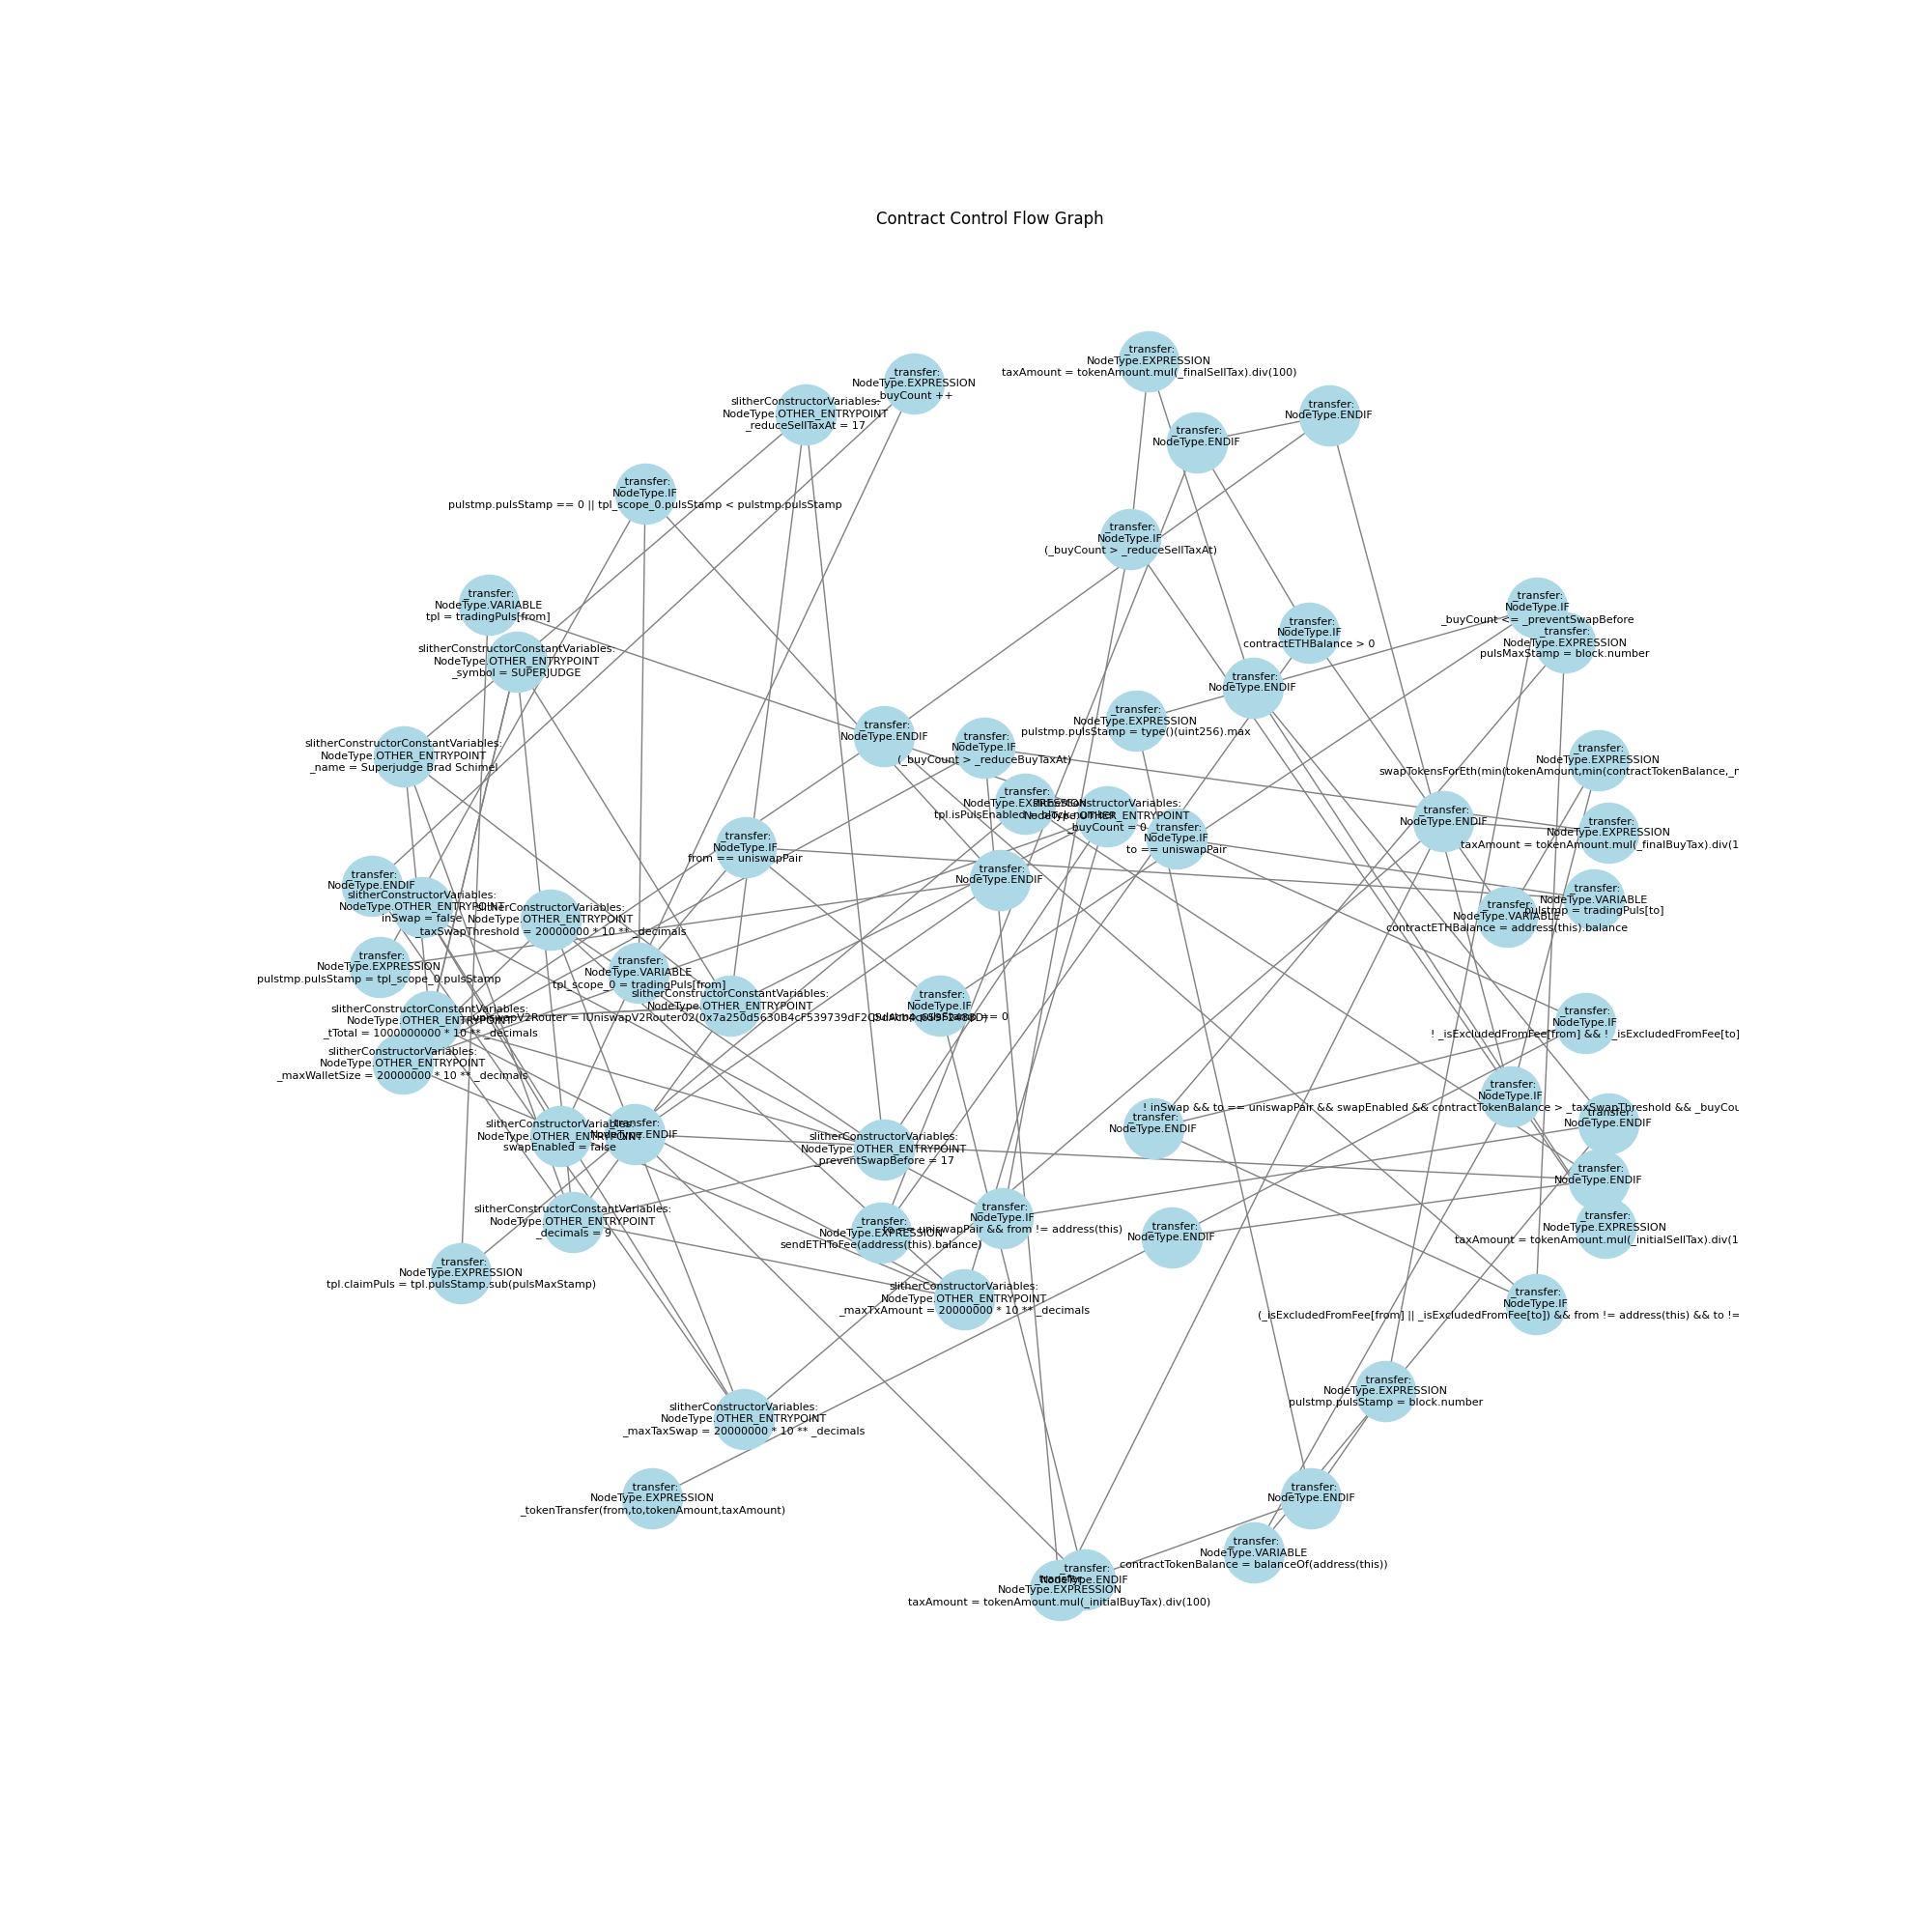 Contract Control Flow Graph
_transfer:
NodeType.EXPRESSION
taxAmount = tokenAmount.mul(_finalSellTax).div(100)
_transfer:
NodeType.EXPRESSION
_buyCount ++
slitherConstructorVariables:
NodeType.OTHER_ENTRYPOINT
_reduceSellTaxAt = 17
_transfer:
NodeType.ENDIF
_transfer:
NodeType.ENDIF
_transfer:
NodeType.IF
pulstmp.pulsStamp == 0 || tpl_scope_0.pulsStamp < pulstmp.pulsStamp
_transfer:
NodeType.IF
(_buyCount > _reduceSellTaxAt)
_transfer:
NodeType.VARIABLE
tpl = tradingPuls[from]
_transfer:
NodeType.IF
_buyCount <= _preventSwapBefore
_transfer:
NodeType.EXPRESSION
pulsMaxStamp = block.number
_transfer:
NodeType.IF
contractETHBalance > 0
slitherConstructorConstantVariables:
NodeType.OTHER_ENTRYPOINT
_symbol = SUPERJUDGE
_transfer:
NodeType.ENDIF
_transfer:
NodeType.EXPRESSION
pulstmp.pulsStamp = type()(uint256).max
_transfer:
NodeType.ENDIF
_transfer:
NodeType.IF
(_buyCount > _reduceBuyTaxAt)
slitherConstructorConstantVariables:
NodeType.OTHER_ENTRYPOINT
_name = Superjudge Brad Schimel
_transfer:
NodeType.EXPRESSION
swapTokensForEth(min(tokenAmount,min(contractTokenBalance,_
_transfer:
NodeType.EXPRESSION
tpl.isPulsEnabled = block.number
slitherConstructorVariables:
NodeType.OTHER_ENTRYPOINT
_buyCount = 0
_transfer:
NodeType.IF
to == uniswapPair
_transfer:
NodeType.ENDIF
_transfer:
NodeType.EXPRESSION
taxAmount = tokenAmount.mul(_finalBuyTax).div(1
_transfer:
NodeType.IF
from == uniswapPair
_transfer:
NodeType.ENDIF
_transfer:
NodeType.ENDIF
slitherConstructorVariables:
NodeType.OTHER_ENTRYPOINT
inSwap = false
slitherConstructorVariables:
NodeType.OTHER_ENTRYPOINT
_taxSwapThreshold = 20000000 * 10 ** _decimals
_transfer:
NodeType.VARIABLE
pulstmp = tradingPuls[to]
_transfer:
NodeType.VARIABLE
contractETHBalance = address(this).balance
_transfer:
NodeType.EXPRESSION
pulstmp.pulsStamp = tpl_scope_0.pulsStamp
_transfer:
NodeType.VARIABLE
tpl_scope_0 = tradingPuls[from]
slitherConstructorConstantVariables:
NodeType.OTHER_ENTRYPOINT
_transfer:
NodeType.IF
pulstmp.pulsStamp == 0
slitherConstructorConstantVariables:
NodeType.OTHER_ENTRYPOINT
_tTotal = 1000000000 * 10 ** _decimals
_transfer:
NodeType.IF
! _isExcludedFromFee[from] && ! _isExcludedFromFee[to]
slitherConstructorVariables:
NodeType.OTHER_ENTRYPOINT
_maxWalletSize = 20000000 * 10 ** _decimals
_transfer:
NodeType.IF
! inSwap && to == uniswapPair && swapEnabled && contractTokenBalance > _taxSwapThreshold && _buyCou
_transfer:
NodeType.ENDIF
_transfer:
NodeType.ENDIF
slitherConstructorVariables:
NodeType.OTHER_ENTRYPOINT
swapEnabled = false
_transfer:
NodeType.ENDIF
slitherConstructorVariables:
NodeType.OTHER_ENTRYPOINT
_preventSwapBefore = 17
_transfer:
NodeType.ENDIF
slitherConstructorConstantVariables:
NodeType.OTHER_ENTRYPOINT
_decimals = 9
_transfer:
NodeType.EXPRESSION
sendETHToFee(address(this).balance)
_transfer:
NodeType.IF
to == uniswapPair && from != address(this)
_transfer:
NodeType.ENDIF
_transfer:
NodeType.EXPRESSION
taxAmount = tokenAmount.mul(_initialSellTax).div(1
_transfer:
NodeType.EXPRESSION
tpl.claimPuls = tpl.pulsStamp.sub(pulsMaxStamp)
slitherConstructorVariables:
NodeType.OTHER_ENTRYPOINT
_maxTxAmount = 20000000 * 10 ** _decimals
_transfer:
NodeType.IF
(_isExcludedFromFee[from] || _isExcludedFromFee[to]) && from != address(this) && to !=
_transfer:
NodeType.EXPRESSION
pulstmp.pulsStamp = block.number
slitherConstructorVariables:
NodeType.OTHER_ENTRYPOINT
_maxTaxSwap = 20000000 * 10 ** _decimals
_transfer:
NodeType.EXPRESSION
_tokenTransfer(from,to,tokenAmount,taxAmount)
_transfer:
NodeType.ENDIF
_transfer:
NodeType.VARIABLE
contractTokenBalance = balanceOf(address(this))
_transfer:
NodeType.ENDIF
_transfer:
NodeType.EXPRESSION
taxAmount = tokenAmount.mul(_initialBuyTax).div(100)